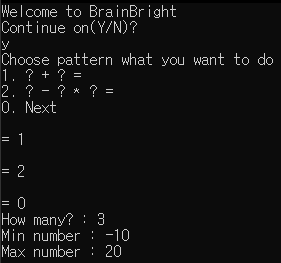 Welcome to BrainBright
Continue on(Y/N)?
y
Choose pattern what you want to do
1. ? + ? =
2. ? - ? * ? =
0. Next
= 1
= 2
= 0
How many? : 3
Min number : -10
Max number : 20